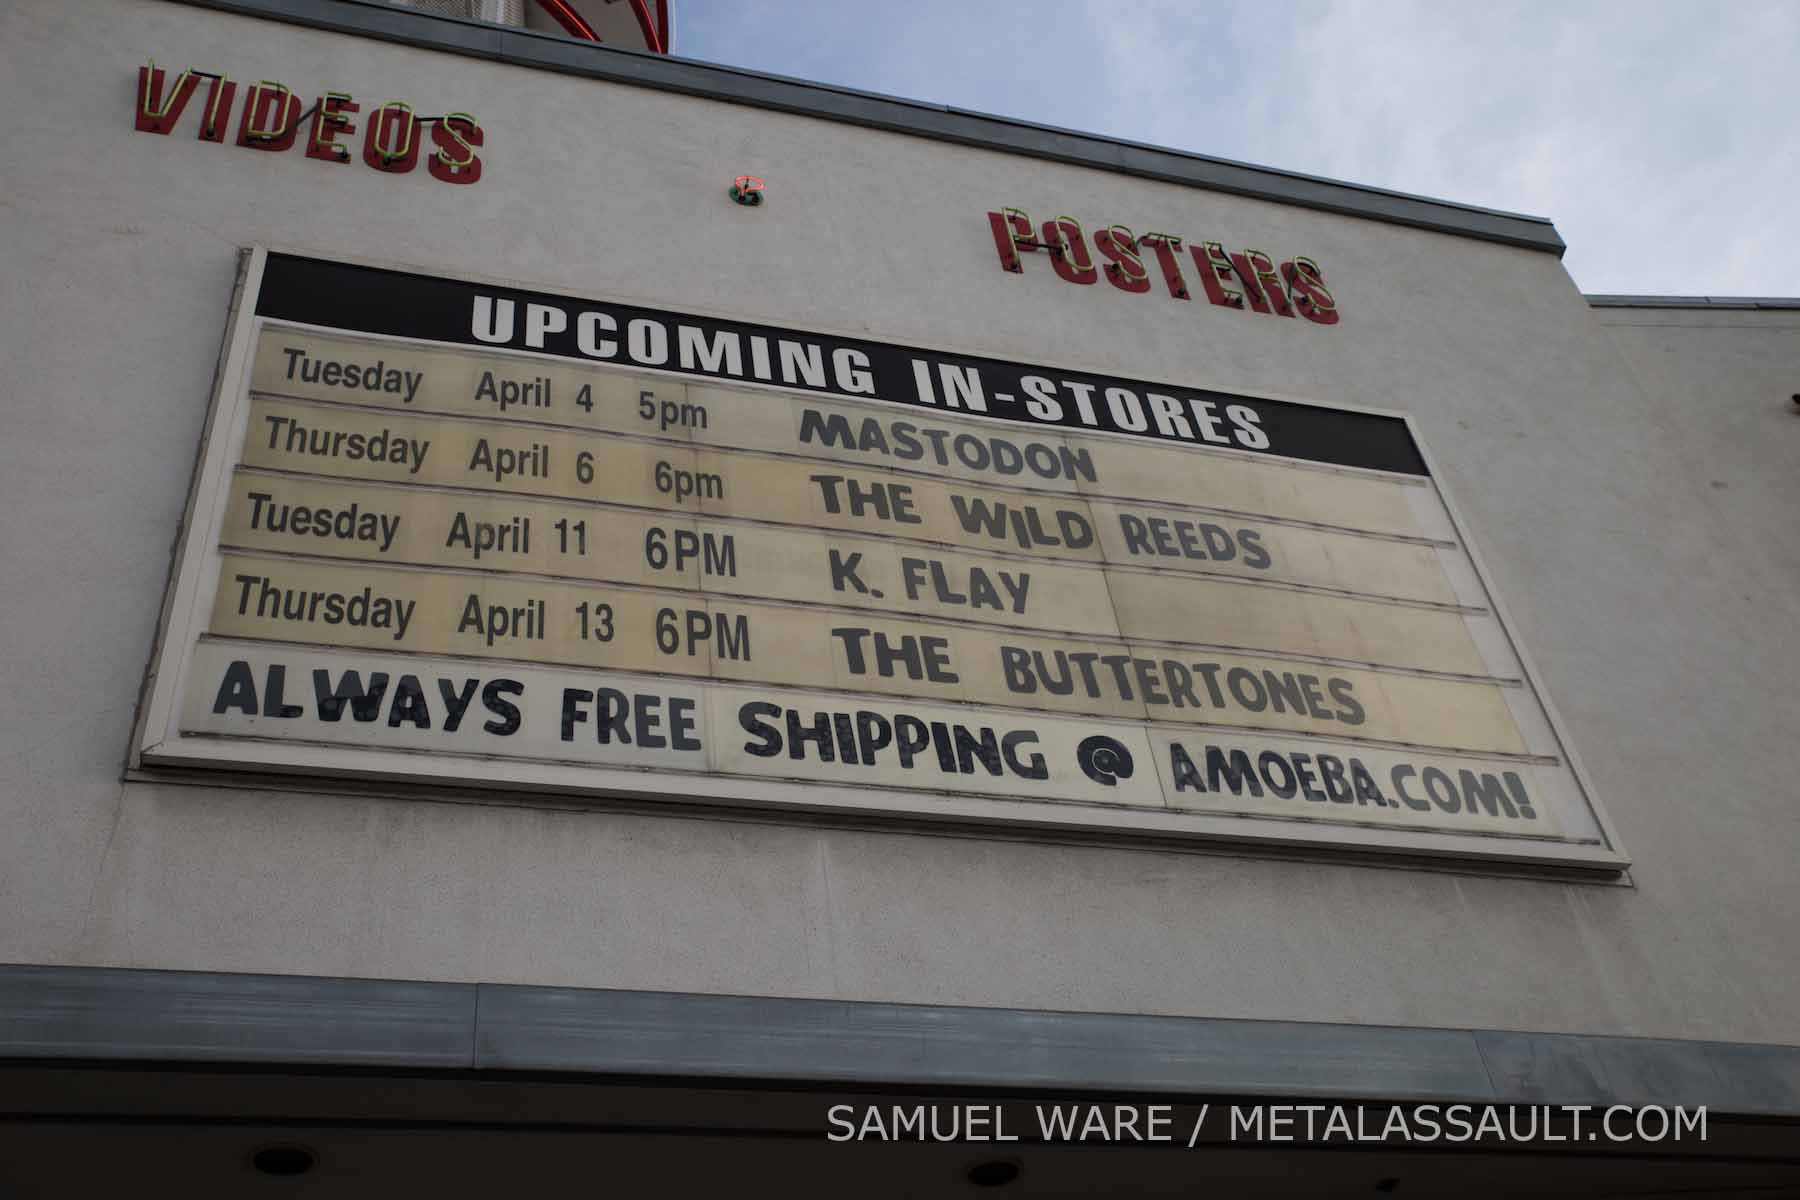 VIDEOS
POSTERS
UPCOMING IN-STORES
Tuesday April 4 5pm MASTODON
Thursday April 6 6pm THE WILD REEDS
Tuesday April 11 6PM K. FLAY
Thursday April 13 6PM THE BUTTERTONES
ALWAYS FREE SHIPPING @ AMOEBA.COM!
SAMUEL WARE / METALASSAULT.COM